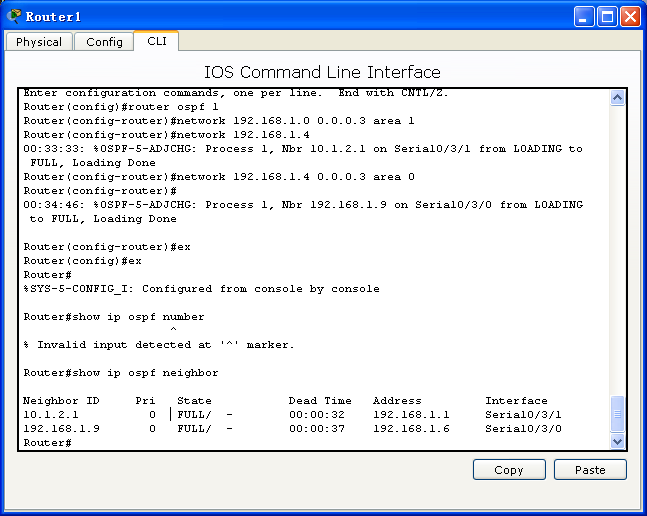 Router1
Physical Config CLI
IOS Command Line Interface
Enter configuration commands, one per line.  End with CNTL/Z.
Router(config)#router ospf 1
Router(config-router)#network 192.168.1.0 0.0.0.3 area 1
Router(config-router)#network 192.168.1.4
00:33:33: %OSPF-5-ADJCHG: Process 1, Nbr 10.1.2.1 on Serial0/3/1 from LOADING to
 FULL, Loading Done
Router(config-router)#network 192.168.1.4 0.0.0.3 area 0
Router(config-router)#
00:34:46: %OSPF-5-ADJCHG: Process 1, Nbr 192.168.1.9 on Serial0/3/0 from LOADING
 to FULL, Loading Done
Router(config-router)#ex
Router(config)#ex
Router#
%SYS-5-CONFIG_I: Configured from console by console
Router#show ip ospf number
^
% Invalid input detected at '^' marker.
Router#show ip ospf neighbor
Neighbor ID     Pri   State           Dead Time   Address         Interface
10.1.2.1          0   FULL/  -        00:00:32    192.168.1.1     Serial0/3/1
192.168.1.9       0   FULL/  -        00:00:37    192.168.1.6     Serial0/3/0
Router#
Copy Paste